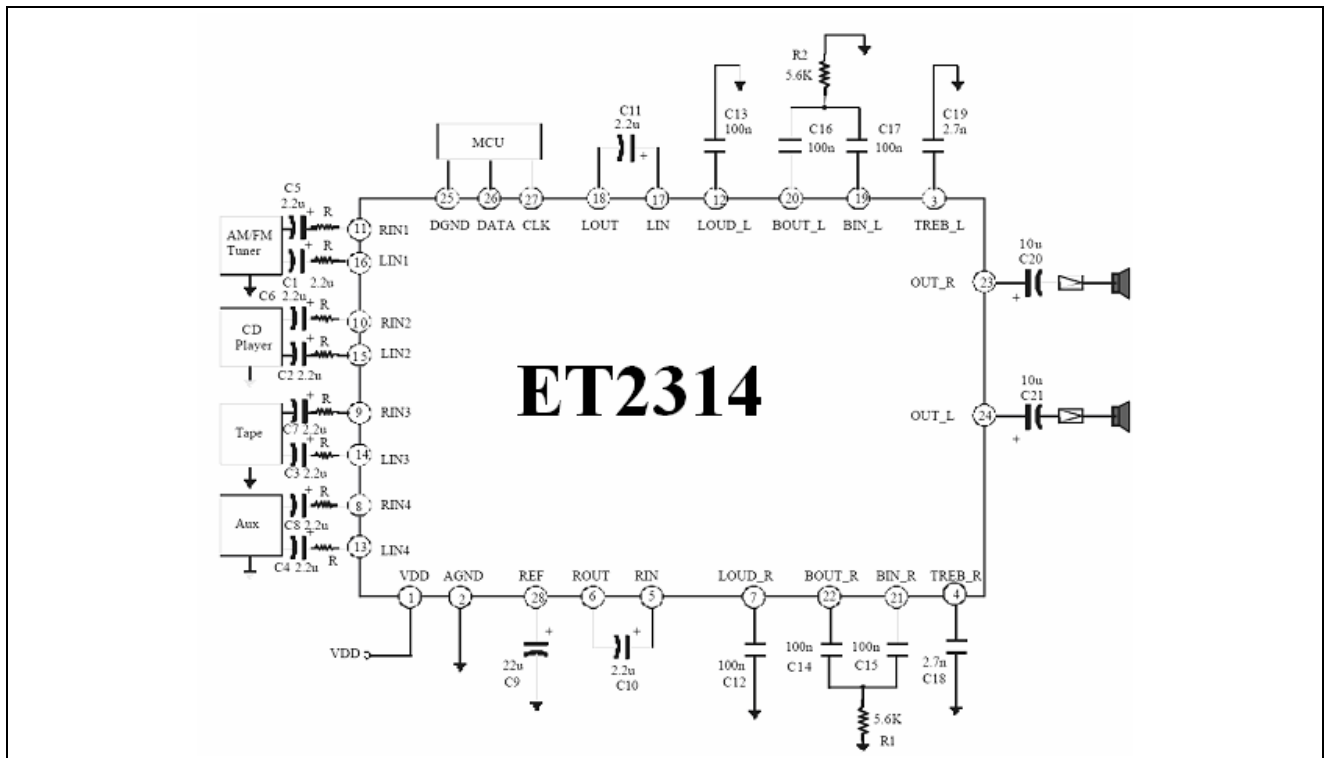 R2
5.6K
C11
2.2u
C13
100n
C16
100n
C17
100n
C19
2.7n
MCU
25
26
27
18
17
12
20
19
3
DGND
DATA
CLK
LOUT
LIN
LOUD_L
BOUT_L
BIN_L
TREB_L
C5
2.2u
+
R
AM/FM
Tuner
11
RIN1
+
R
16
LIN1
C1
2.2u
C6
2.2u
+
R
10
RIN2
CD
Player
+
R
15
LIN2
C2 2.2u
+
R
9
RIN3
C7
2.2u
Tape
+
R
14
LIN3
C3 2.2u
+
R
8
RIN4
C8 2.2u
Aux
+
13
LIN4
C4 2.2u
R
ET2314
10u
C20
OUT_R
23
+
10u
C21
OUT_L
24
+
VDD
AGND
REF
ROUT
RIN
LOUD_R
BOUT_R
BIN_R
TREB_R
1
2
28
6
5
7
22
21
4
VDD
+
22u
C9
+
2.2u
C10
100n
C12
100n
C14
100n
C15
2.7n
C18
5.6K
R1